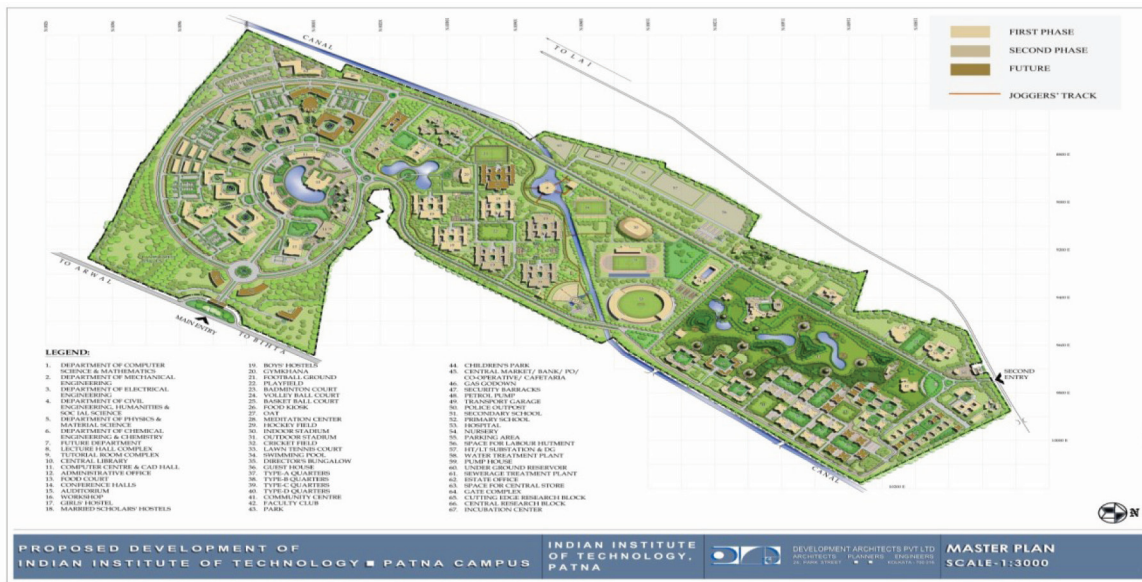 CANAL
TO LAI
FIRST PHASE
SECOND PHASE
FUTURE
JOGGERS' TRACK
TO ARWAL
MAIN ENTRY
TO BIHTA
SECOND
ENTRY
CANAL
LEGEND:
1. DEPARTMENT OF COMPUTER
SCIENCE & MATHEMATICS
2. DEPARTMENT OF MECHANICAL
ENGINEERING
3. DEPARTMENT OF ELECTRICAL
ENGINEERING
4. DEPARTMENT OF CIVIL
ENGINEERING, HUMANITIES &
SOCIAL SCIENCE
5. DEPARTMENT OF PHYSICS &
MATERIAL SCIENCE
6. DEPARTMENT OF CHEMICAL
ENGINEERING & CHEMISTRY
7. FUTURE DEPARTMENT
8. LECTURE HALL COMPLEX
9. TUTORIAL ROOM COMPLEX
10. CENTRAL LIBRARY
11. COMPUTER CENTRE & CAD HALL
12. ADMINISTRATIVE OFFICE
13. FOOD COURT
14. CONFERENCE HALLS
15. AUDITORIUM
16. WORKSHOP
17. GIRLS' HOSTEL
18. MARRIED SCHOLARS' HOSTELS
19. BOYS' HOSTELS
20. GYMKHANA
21. FOOTBALL GROUND
22. PLAYFIELD
23. BADMINTON COURT
24. VOLLEY BALL COURT
25. BASKET BALL COURT
26. FOOD KIOSK
27. OAT
28. MEDITATION CENTER
29. HOCKEY FIELD
30. INDOOR STADIUM
31. OUTDOOR STADIUM
32. CRICKET FIELD
33. LAWN TENNIS COURT
34. SWIMMING POOL
35. DIRECTOR'S BUNGALOW
36. GUEST HOUSE
37. TYPE-A QUARTERS
38. TYPE-B QUARTERS
39. TYPE-C QUARTERS
40. TYPE-D QUARTERS
41. COMMUNITY CENTRE
42. FACULTY CLUB
43. PARK
44. CHILDREN'S PARK
45. CENTRAL MARKET/ BANK/ PO/
CO-OPERATIVE/ CAFETARIA
46. GAS GODOWN
47. SECURITY BARRACKS
48. PETROL PUMP
49. TRANSPORT GARAGE
50. POLICE OUTPOST
51. SECONDARY SCHOOL
52. PRIMARY SCHOOL
53. HOSPITAL
54. NURSERY
55. PARKING AREA
56. SPACE FOR LABOUR HUTMENT
57. HT/LT SUBSTATION & DG
58. WATER TREATMENT PLANT
59. PUMP HOUSE
60. UNDER GROUND RESERVOIR
61. SEWERAGE TREATMENT PLANT
62. ESTATE OFFICE
63. SPACE FOR CENTRAL STORE
64. GATE COMPLEX
65. CUTTING EDGE RESEARCH BLOCK
66. CENTRAL RESEARCH BLOCK
67. INCUBATION CENTER
N
PROPOSED DEVELOPMENT OF
INDIAN INSTITUTE OF TECHNOLOGY ■ PATNA CAMPUS
INDIAN INSTITUTE
OF TECHNOLOGY,
PATNA
DEVELOPMENT ARCHITECTS PVT LTD
ARCHITECTS PLANNERS ENGINEERS
MASTER PLAN
SCALE-1:3000